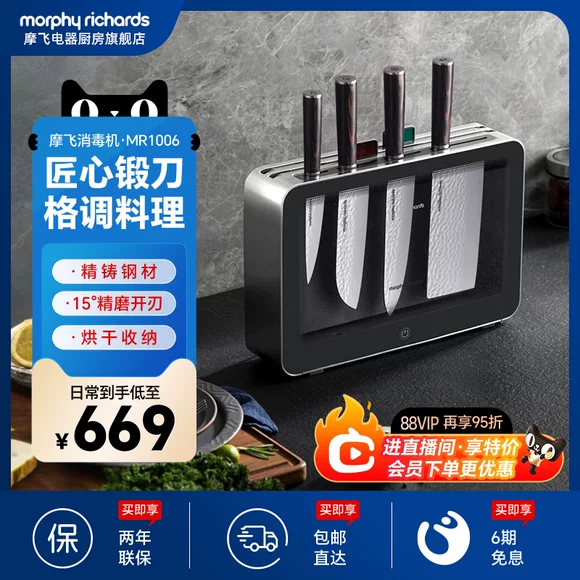 morphy richards
摩飞电器厨房旗舰店
摩飞消毒机·MR1006
匠心锻刀
格调料理
·精铸钢材·
·15°精磨开刃·
·烘干收纳·
日常到手低至
¥669
richards
morphy
88VIP 再享95折
进直播间·享特价
会员下单更优惠
保
买即享
两年
联保
买即享
包邮
直达
买即享
6期
免息